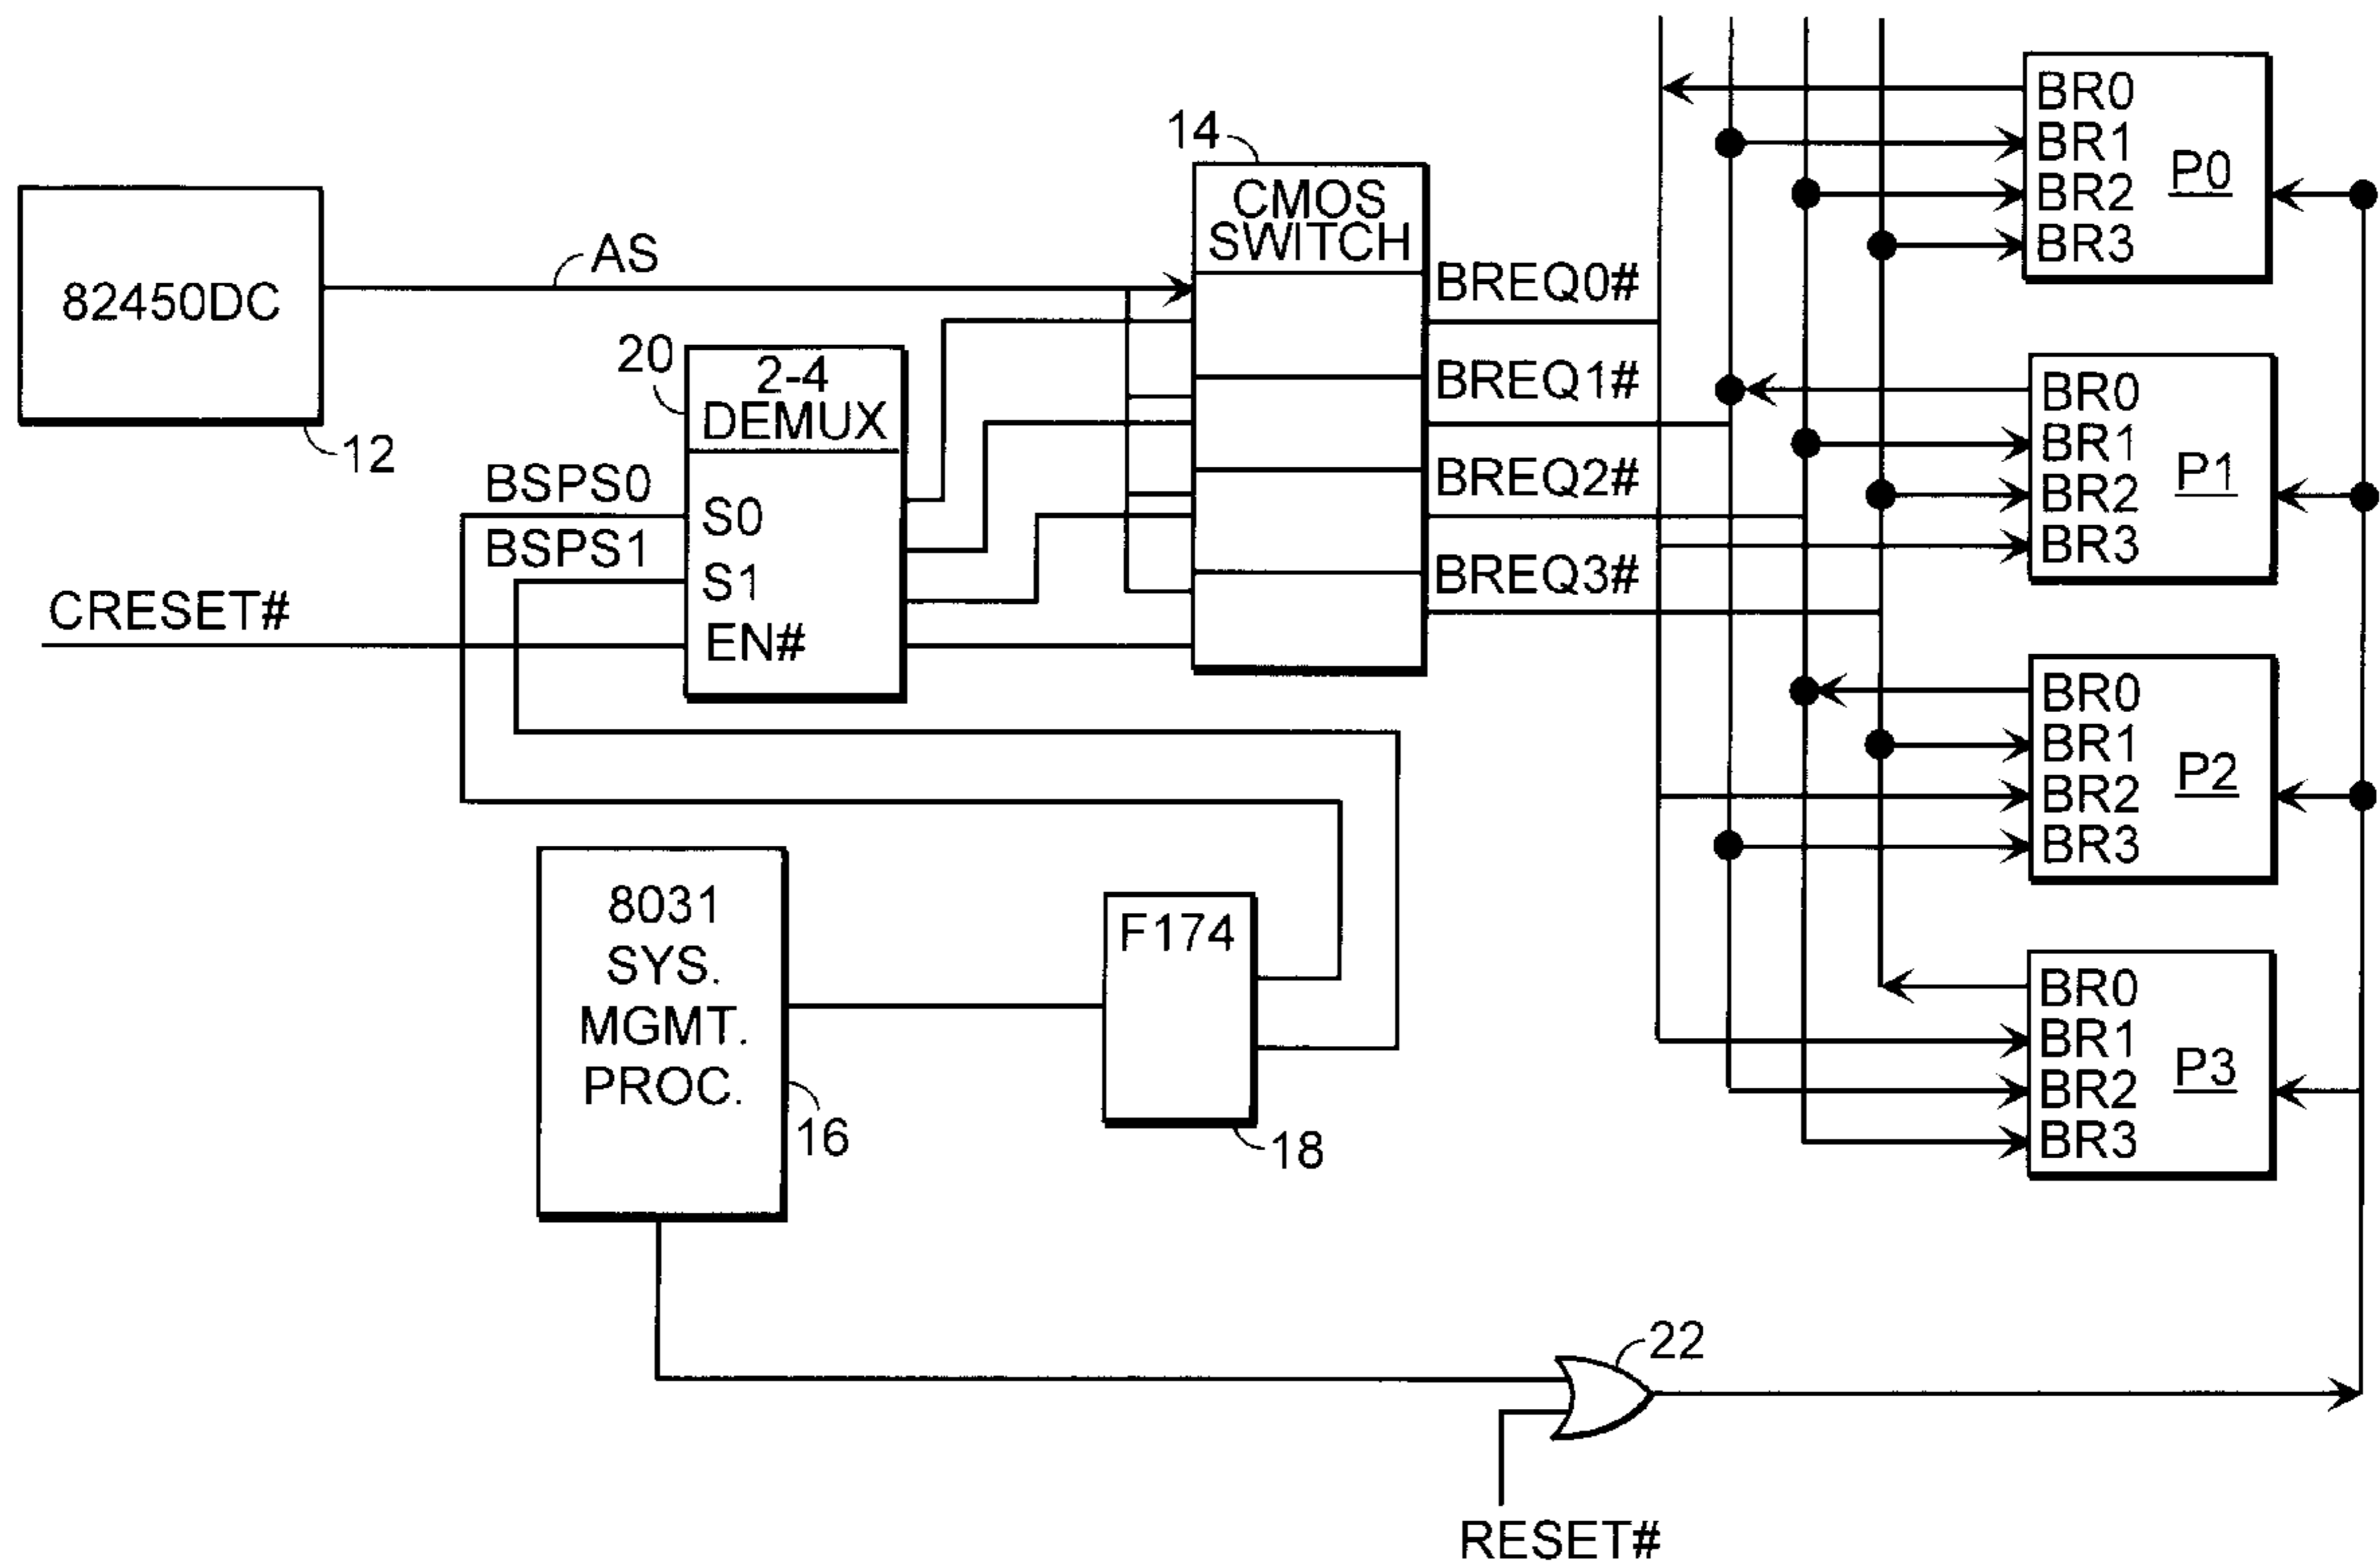 82450DC
12
AS
14
CMOS
SWITCH
BREQ0#
BREQ1#
BREQ2#
BREQ3#
20
2-4
DEMUX
S0
S1
EN#
BSPS0
BSPS1
CRESET#
BR0
BR1
BR2
BR3
P0
BR0
BR1
BR2
BR3
P1
BR0
BR1
BR2
BR3
P2
BR0
BR1
BR2
BR3
P3
8031
SYS.
MGMT.
PROC.
16
F174
18
22
RESET#